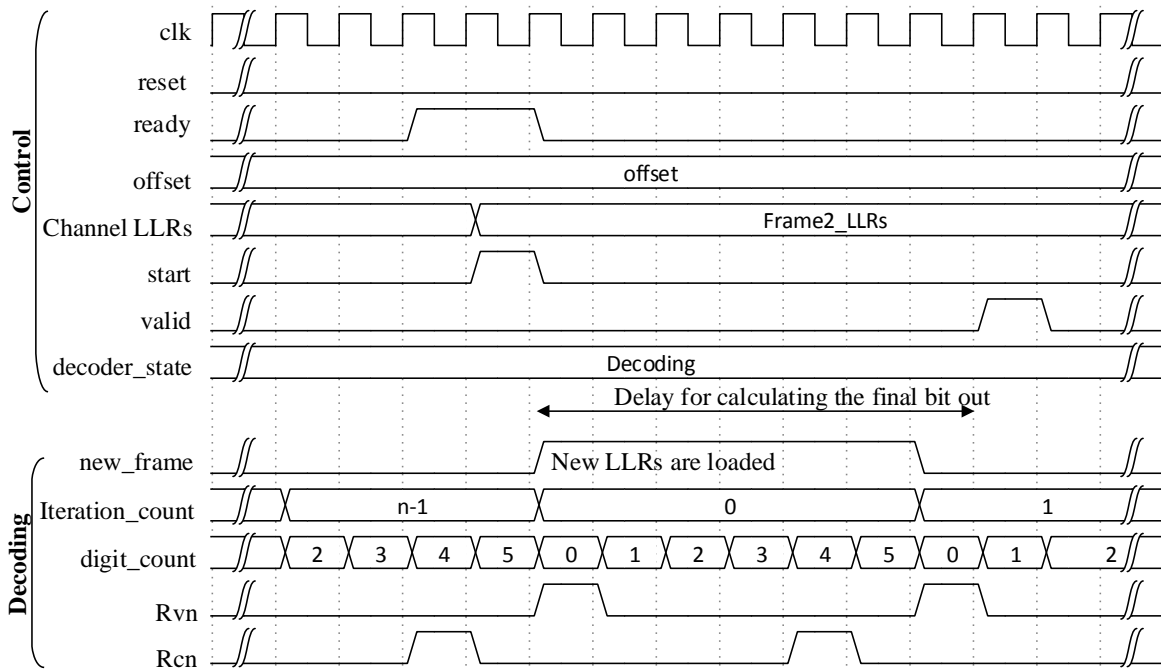 Control
clk
reset
ready
offset
offset
Channel LLRs
Frame2_LLRs
start
valid
decoder_state
Decoding
Delay for calculating the final bit out
Decoding
new_frame
New LLRs are loaded
Iteration_count
n-1 0 1
digit_count
2 3 4 5 0 1 2 3 4 5 0 1 2
Rvn
Rcn